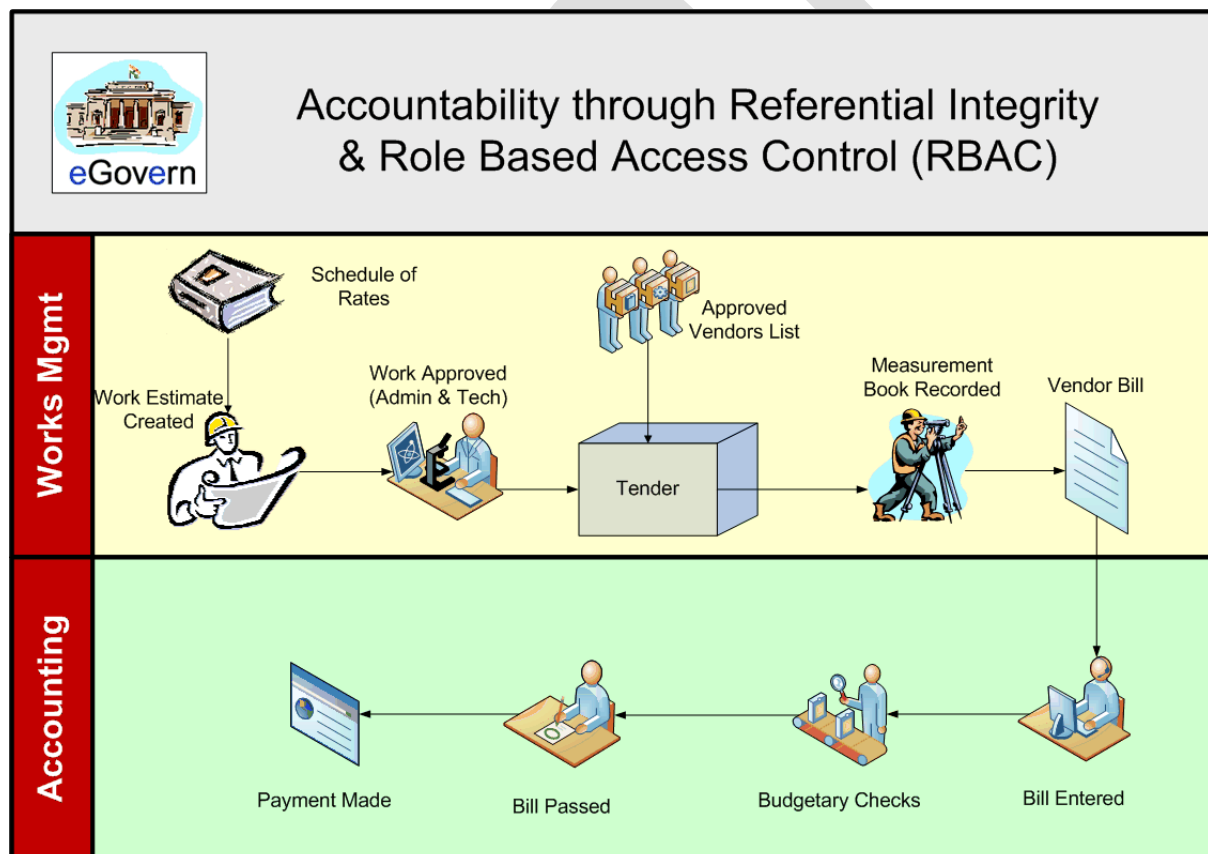 eGovern
Accountability through Referential Integrity
& Role Based Access Control (RBAC)
Works Mgmt
Schedule of
Rates
Approved
Vendors List
Work Estimate
Created
Work Approved
(Admin & Tech)
Tender
Measurement
Book Recorded
Vendor Bill
Accounting
Payment Made
Bill Passed
Budgetary Checks
Bill Entered